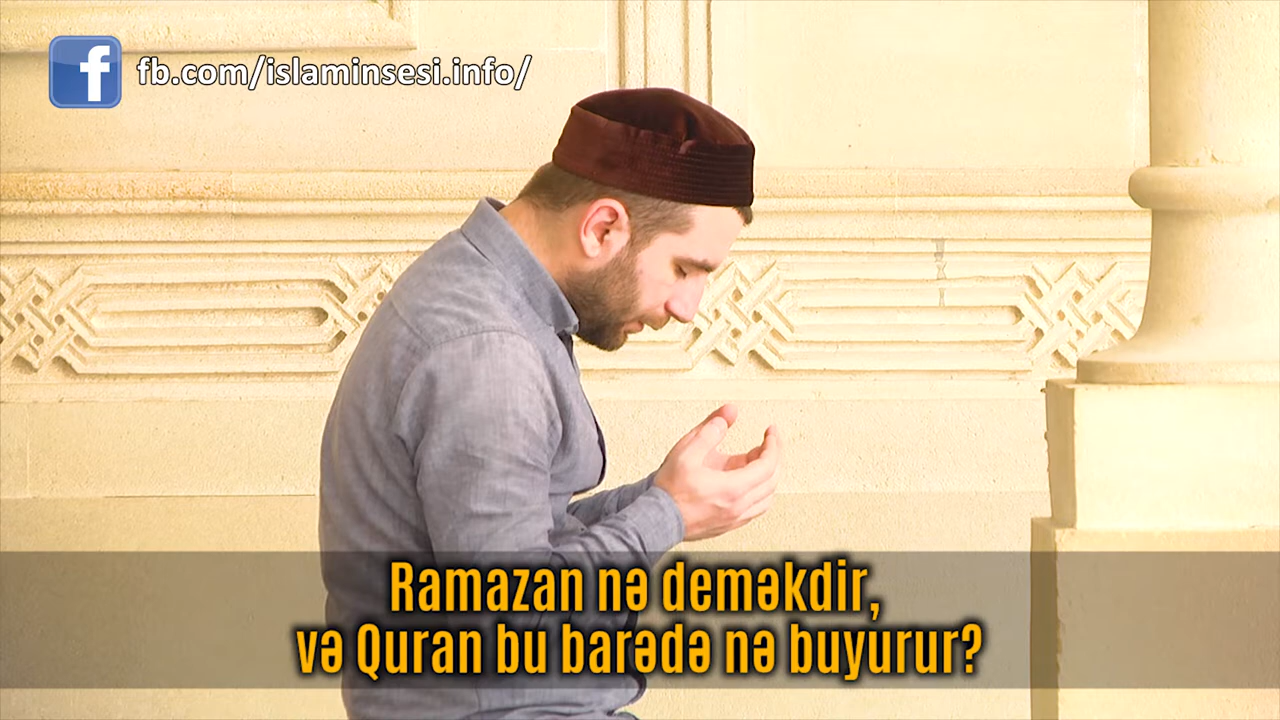 fb.com/islaminsesi.info/
Ramazan nə deməkdir,
və Quran bu barədə nə buyurur?